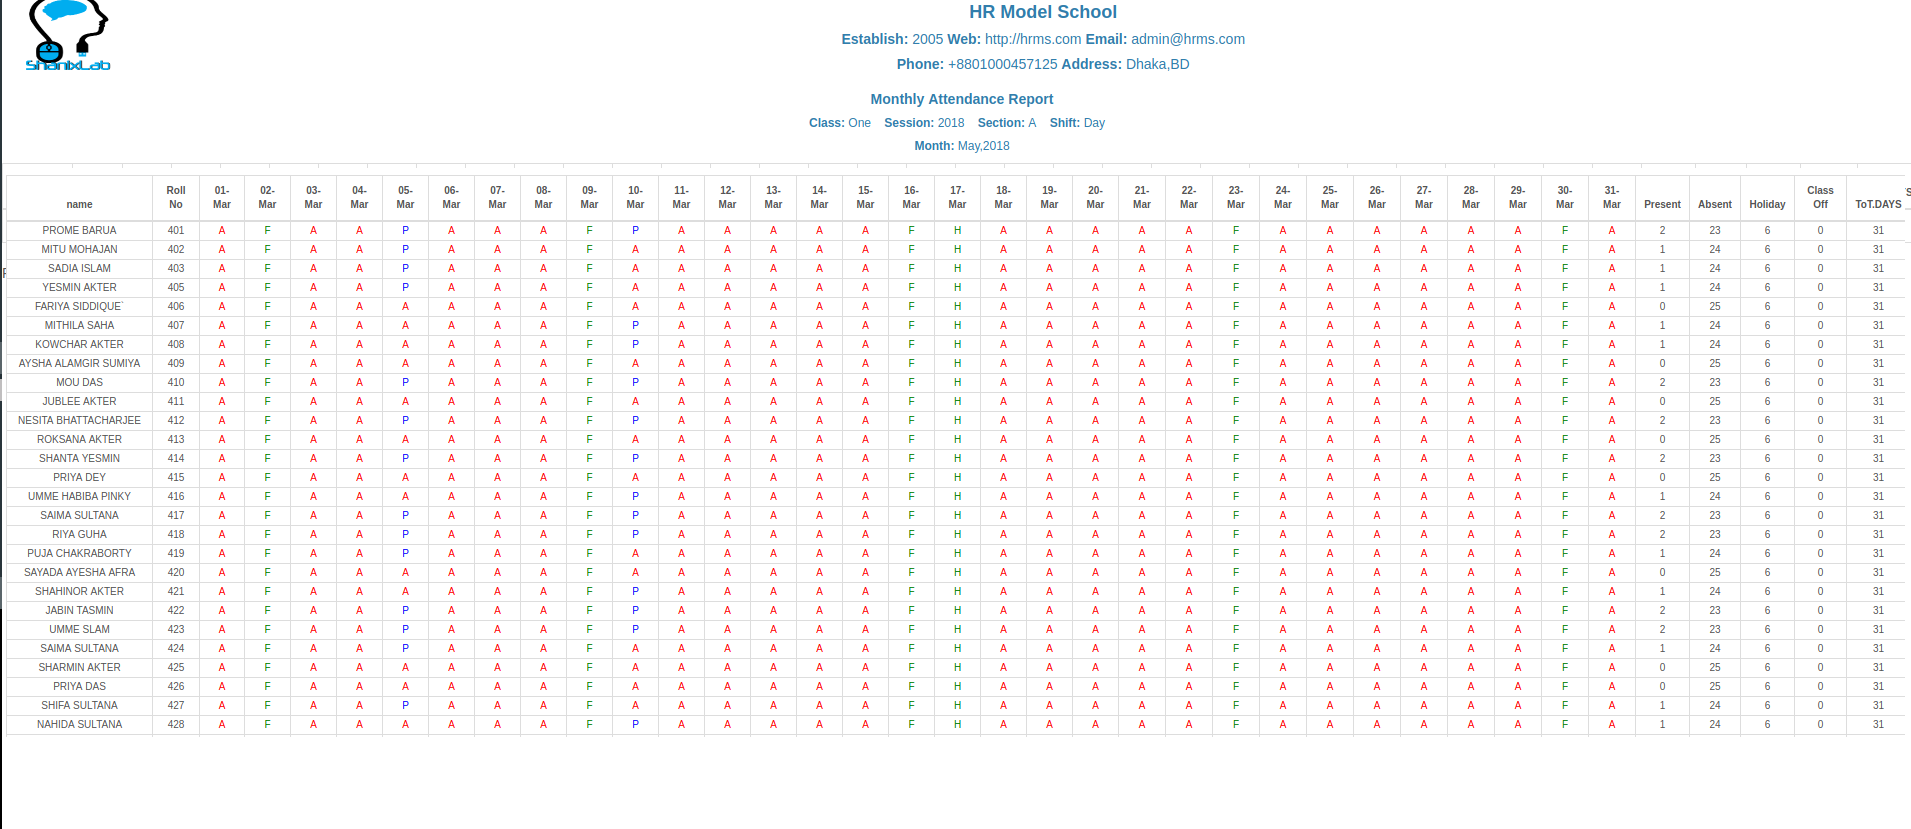 ShanixLab
HR Model School
Establish: 2005 Web: http://hrms.com Email: admin@hrms.com
Phone: +8801000457125 Address: Dhaka,BD
Monthly Attendance Report
Class: One Session: 2018 Section: A Shift: Day
Month: May,2018
name Roll No 01-Mar 02-Mar 03-Mar 04-Mar 05-Mar 06-Mar 07-Mar 08-Mar 09-Mar 10-Mar 11-Mar 12-Mar 13-Mar 14-Mar 15-Mar 16-Mar 17-Mar 18-Mar 19-Mar 20-Mar 21-Mar 22-Mar 23-Mar 24-Mar 25-Mar 26-Mar 27-Mar 28-Mar 29-Mar 30-Mar 31-Mar Present Absent Holiday Class Off ToT.DAYS
PROME BARUA 401 A F A A P A A A F P A A A A A F H A A A A A F A A A A A A F A 2 23 6 0 31
MITU MOHAJAN 402 A F A A P A A A F A A A A A A F H A A A A A F A A A A A A F A 1 24 6 0 31
SADIA ISLAM 403 A F A A P A A A F A A A A A A F H A A A A A F A A A A A A F A 1 24 6 0 31
YESMIN AKTER 405 A F A A P A A A F A A A A A A F H A A A A A F A A A A A A F A 1 24 6 0 31
FARIYA SIDDIQUE` 406 A F A A A A A A F A A A A A A F H A A A A A F A A A A A A F A 0 25 6 0 31
MITHILA SAHA 407 A F A A A A A A F P A A A A A F H A A A A A F A A A A A A F A 1 24 6 0 31
KOWCHAR AKTER 408 A F A A A A A A F P A A A A A F H A A A A A F A A A A A A F A 1 24 6 0 31
AYSHA ALAMGIR SUMIYA 409 A F A A A A A A F A A A A A A F H A A A A A F A A A A A A F A 0 25 6 0 31
MOU DAS 410 A F A A P A A A F P A A A A A F H A A A A A F A A A A A A F A 2 23 6 0 31
JUBLEE AKTER 411 A F A A A A A A F A A A A A A F H A A A A A F A A A A A A F A 0 25 6 0 31
NESITA BHATTACHARJEE 412 A F A A P A A A F P A A A A A F H A A A A A F A A A A A A F A 2 23 6 0 31
ROKSANA AKTER 413 A F A A A A A A F A A A A A A F H A A A A A F A A A A A A F A 0 25 6 0 31
SHANTA YESMIN 414 A F A A P A A A F P A A A A A F H A A A A A F A A A A A A F A 2 23 6 0 31
PRIYA DEY 415 A F A A A A A A F A A A A A A F H A A A A A F A A A A A A F A 0 25 6 0 31
UMME HABIBA PINKY 416 A F A A A A A A F P A A A A A F H A A A A A F A A A A A A F A 1 24 6 0 31
SAIMA SULTANA 417 A F A A P A A A F P A A A A A F H A A A A A F A A A A A A F A 2 23 6 0 31
RIYA GUHA 418 A F A A P A A A F P A A A A A F H A A A A A F A A A A A A F A 2 23 6 0 31
PUJA CHAKRABORTY 419 A F A A P A A A F A A A A A A F H A A A A A F A A A A A A F A 1 24 6 0 31
SAYADA AYESHA AFRA 420 A F A A A A A A F A A A A A A F H A A A A A F A A A A A A F A 0 25 6 0 31
SHAHINOR AKTER 421 A F A A A A A A F P A A A A A F H A A A A A F A A A A A A F A 1 24 6 0 31
JABIN TASMIN 422 A F A A P A A A F P A A A A A F H A A A A A F A A A A A A F A 2 23 6 0 31
UMME SLAM 423 A F A A P A A A F P A A A A A F H A A A A A F A A A A A A F A 2 23 6 0 31
SAIMA SULTANA 424 A F A A P A A A F A A A A A A F H A A A A A F A A A A A A F A 1 24 6 0 31
SHARMIN AKTER 425 A F A A A A A A F A A A A A A F H A A A A A F A A A A A A F A 0 25 6 0 31
PRIYA DAS 426 A F A A A A A A F A A A A A A F H A A A A A F A A A A A A F A 0 25 6 0 31
SHIFA SULTANA 427 A F A A P A A A F A A A A A A F H A A A A A F A A A A A A F A 1 24 6 0 31
NAHIDA SULTANA 428 A F A A A A A A F P A A A A A F H A A A A A F A A A A A A F A 1 24 6 0 31